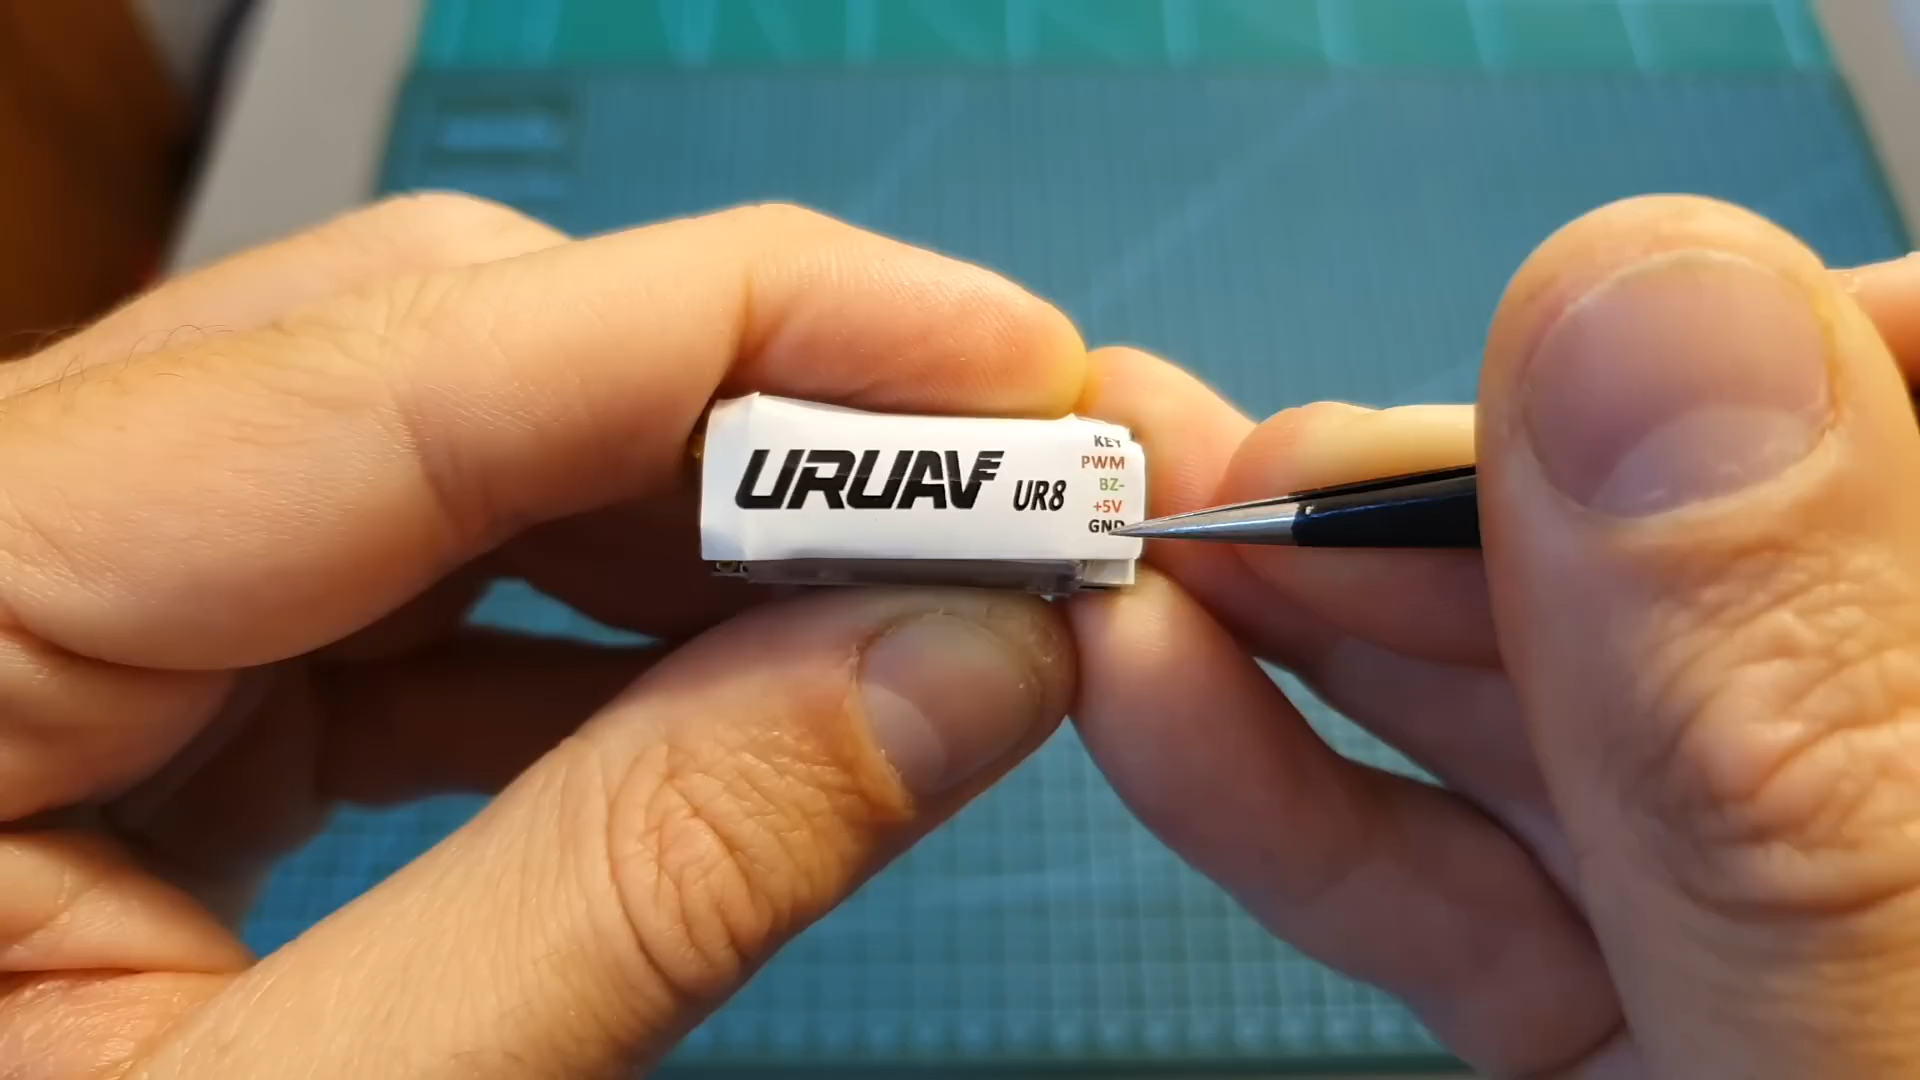 URUAV UR8
KEY
PWM
BZ-
+5V
GND